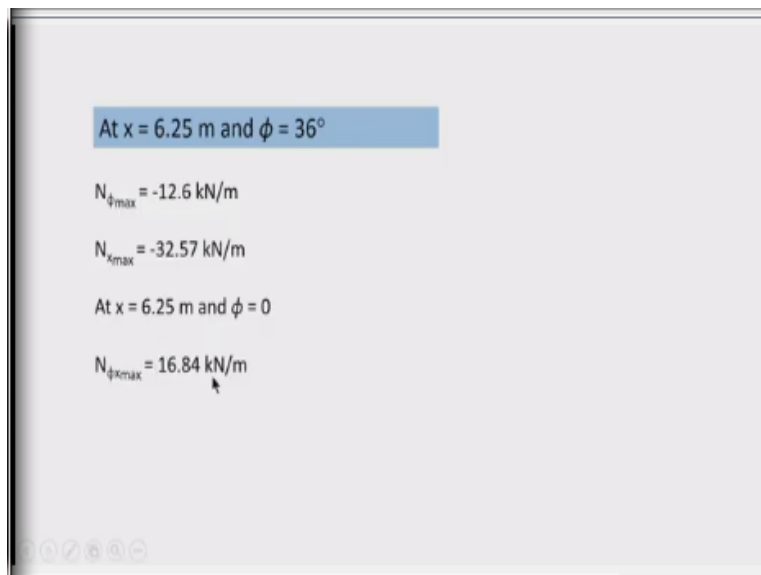 At x = 6.25 m and ϕ = 36°
Nϕmax = -12.6 kN/m
Nxmax = -32.57 kN/m
At x = 6.25 m and ϕ = 0
Nϕxmax = 16.84 kN/m